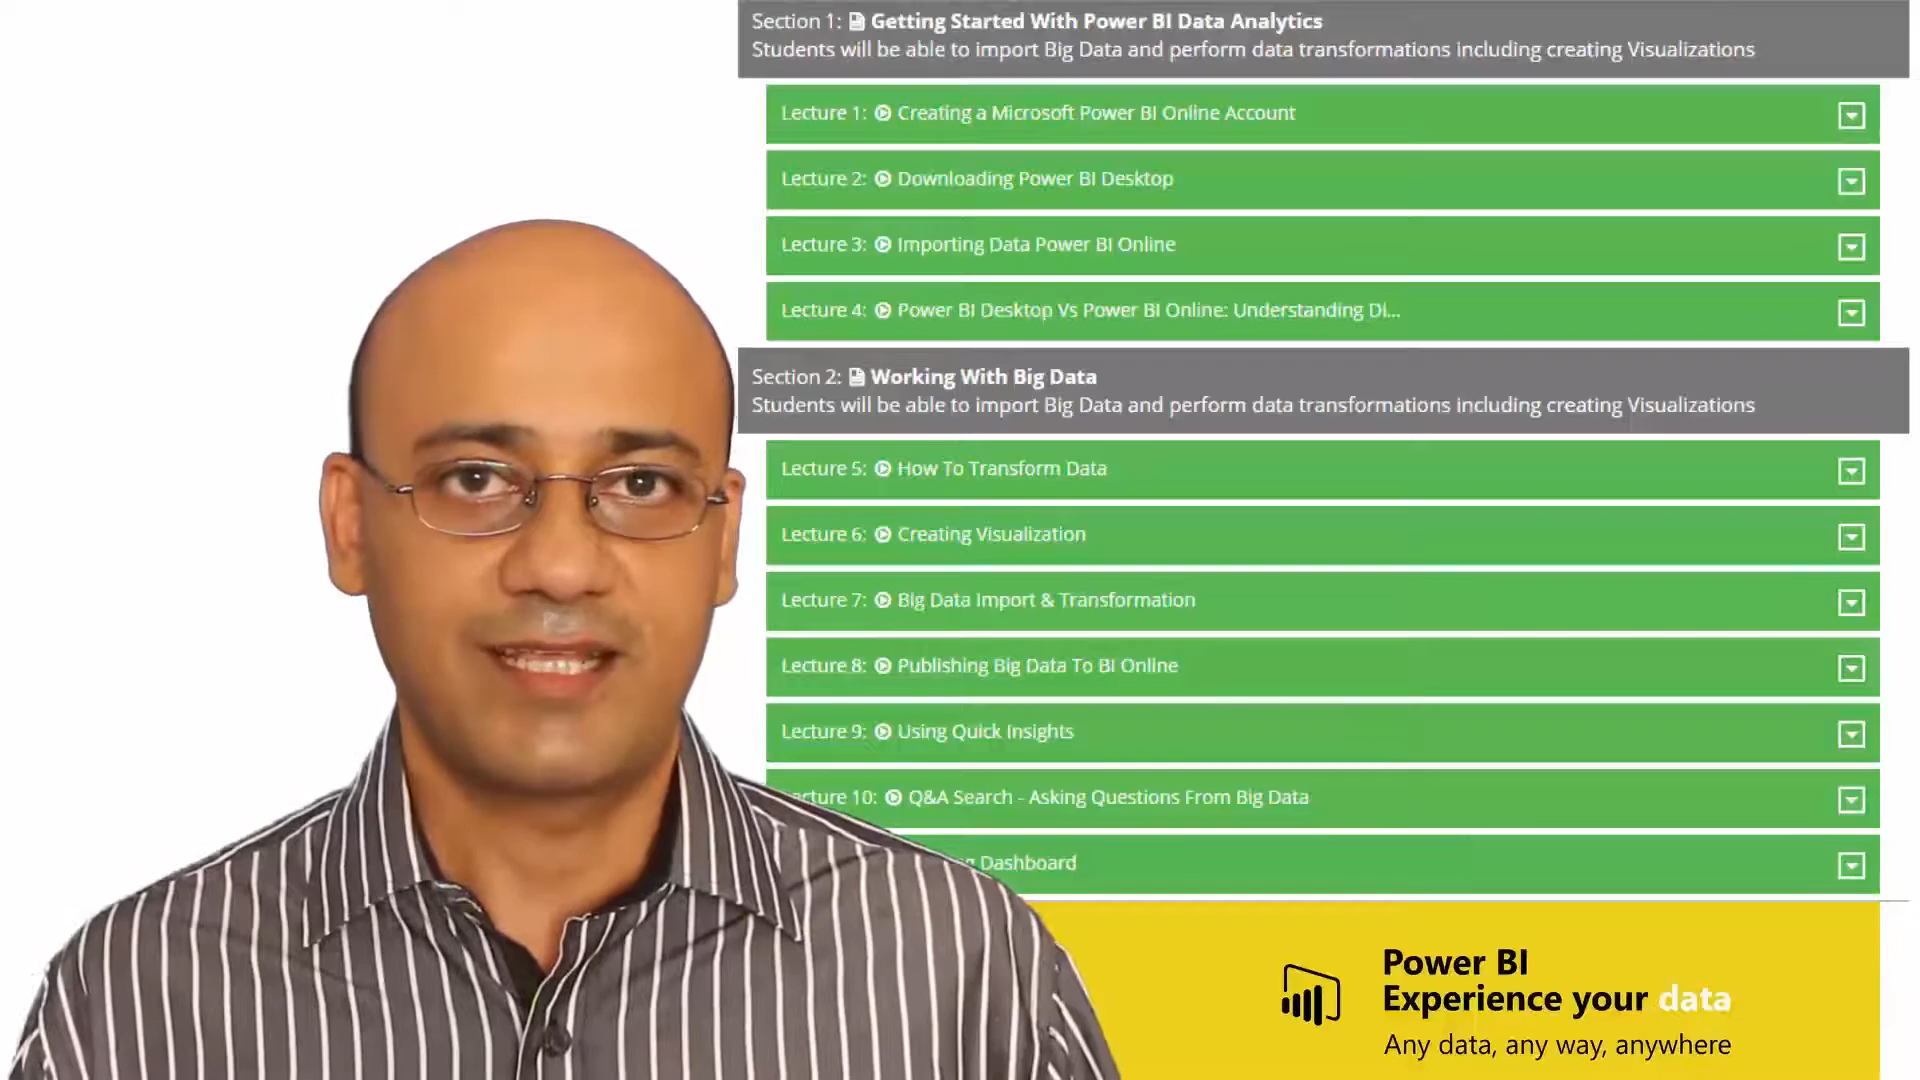 Section 1: Getting Started With Power BI Data Analytics
Students will be able to import Big Data and perform data transformations including creating Visualizations
Lecture 1: Creating a Microsoft Power BI Online Account
Lecture 2: Downloading Power BI Desktop
Lecture 3: Importing Data Power BI Online
Lecture 4: Power BI Desktop Vs Power BI Online: Understanding Di...
Section 2: Working With Big Data
Students will be able to import Big Data and perform data transformations including creating Visualizations
Lecture 5: How To Transform Data
Lecture 6: Creating Visualization
Lecture 7: Big Data Import & Transformation
Lecture 8: Publishing Big Data To BI Online
Lecture 9: Using Quick Insights
10: Q&A Search - Asking Questions From Big Data
Dashboard
Power BI
Experience your data
Any data, any way, anywhere